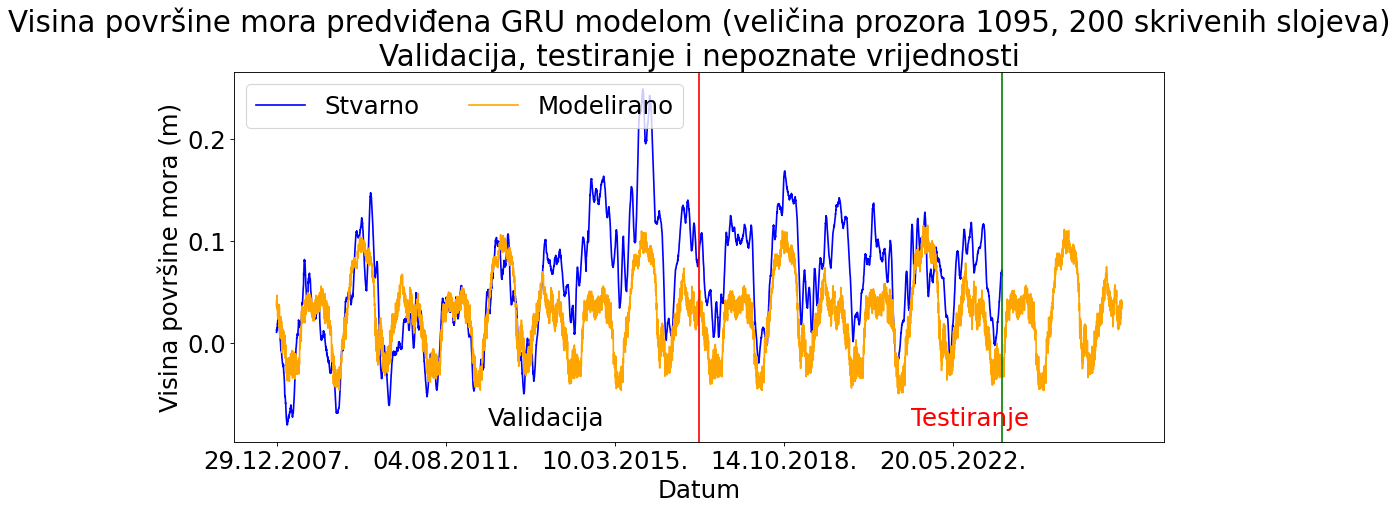 Visina površine mora predviđena GRU modelom (veličina prozora 1095, 200 skrivenih slojeva)
Validacija, testiranje i nepoznate vrijednosti
Stvarno Modelirano
Visina površine mora (m)
0.2
0.1
0.0
Validacija
Testiranje
29.12.2007. 04.08.2011. 10.03.2015. 14.10.2018. 20.05.2022.
Datum